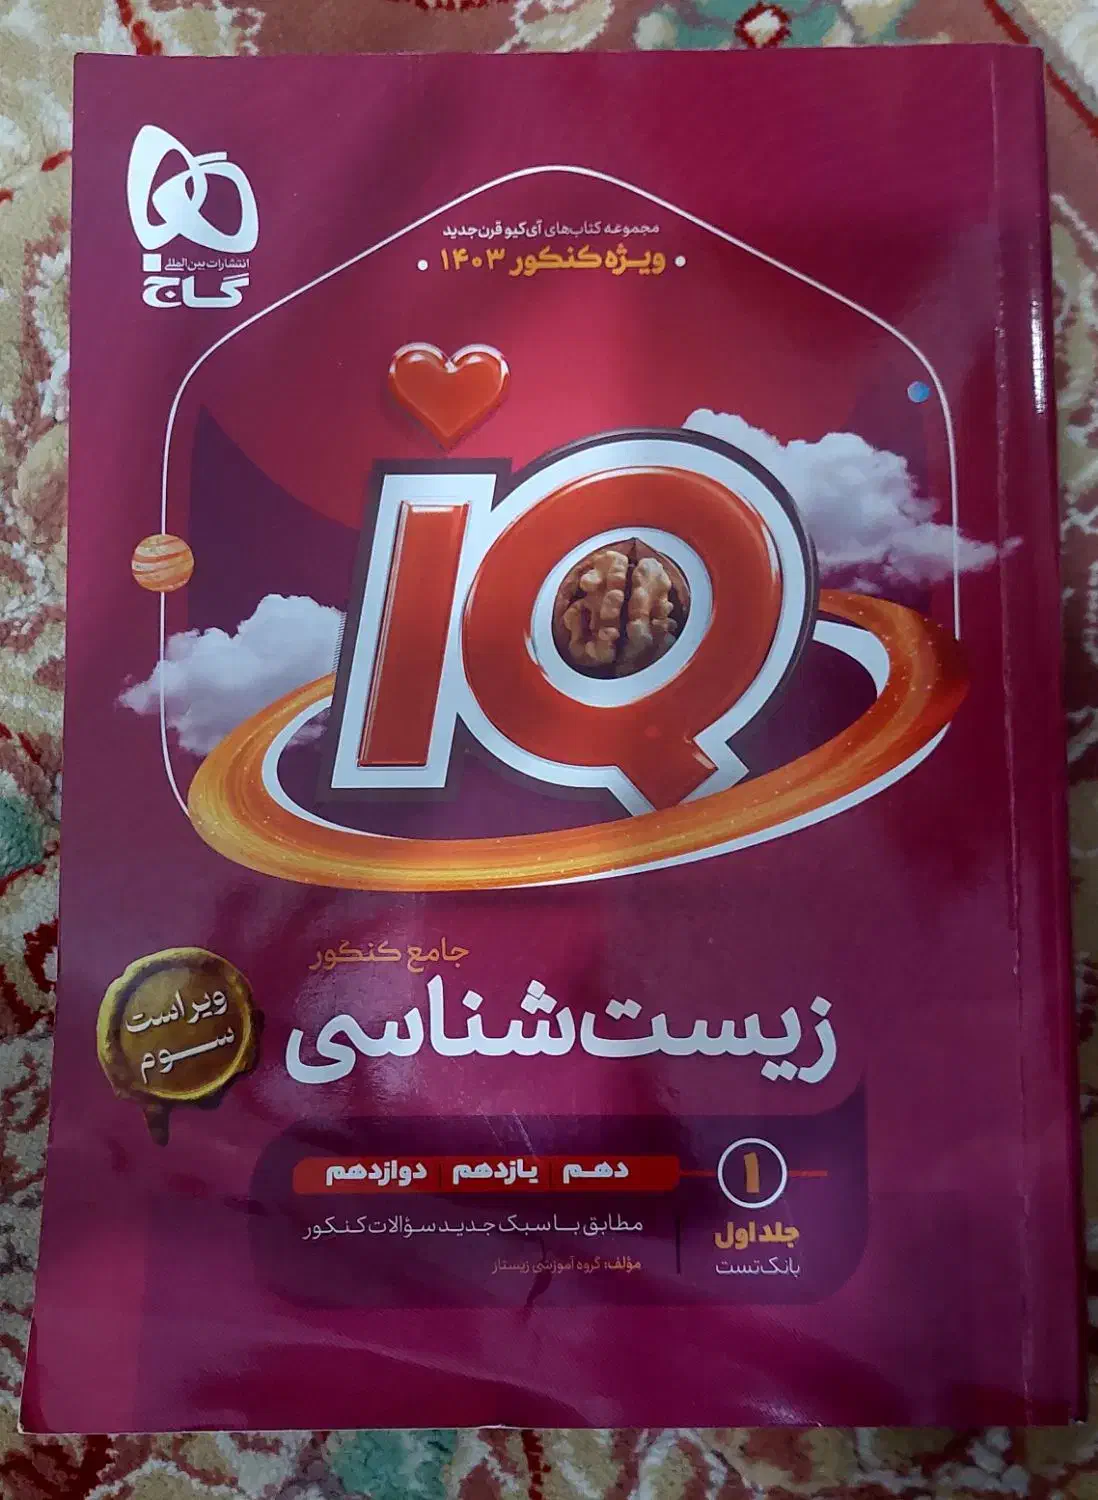 انتشارات بین‌المللی
گاج
مجموعه کتاب‌های آی‌کیو قرن جدید
• ویژه کنکور ۱۴۰۳ •
IQ
جامع کنکور
زیست‌شناسی
ویراست
سوم
۱
جلد اول
بانک تست
دهم | یازدهم | دوازدهم
مطابق با سبک جدید سؤالات کنکور
مؤلف: گروه آموزشی زیستاز